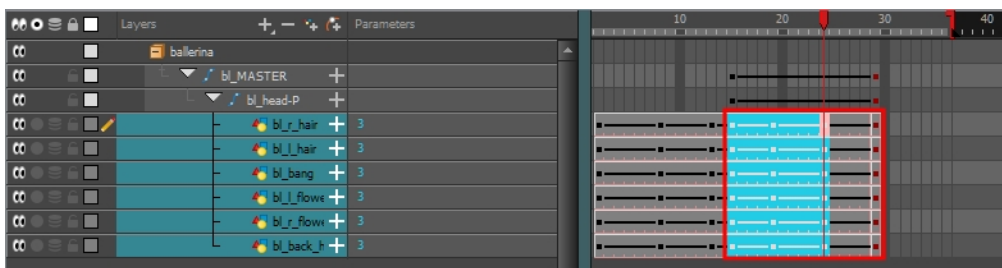 Layers Parameters 10 20 30 40
ballerina
bl_MASTER
bl_head-P
bl_r_hair 3
bl_l_hair 3
bl_bang 3
bl_l_flowe 3
bl_r_flowe 3
bl_back_h 3